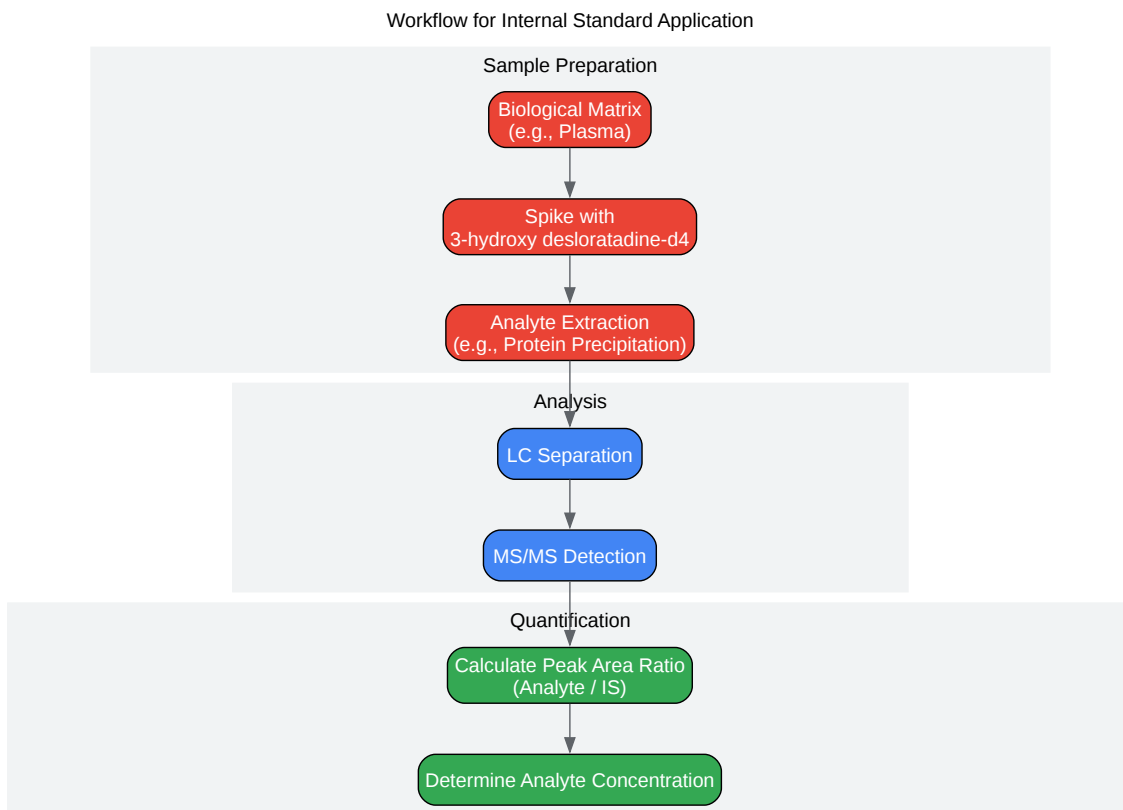 Workflow for Internal Standard Application
Sample Preparation
Biological Matrix
(e.g., Plasma)
Spike with
3-hydroxy desloratadine-d4
Analyte Extraction
(e.g., Protein Precipitation)
Analysis
LC Separation
MS/MS Detection
Quantification
Calculate Peak Area Ratio
(Analyte / IS)
Determine Analyte Concentration